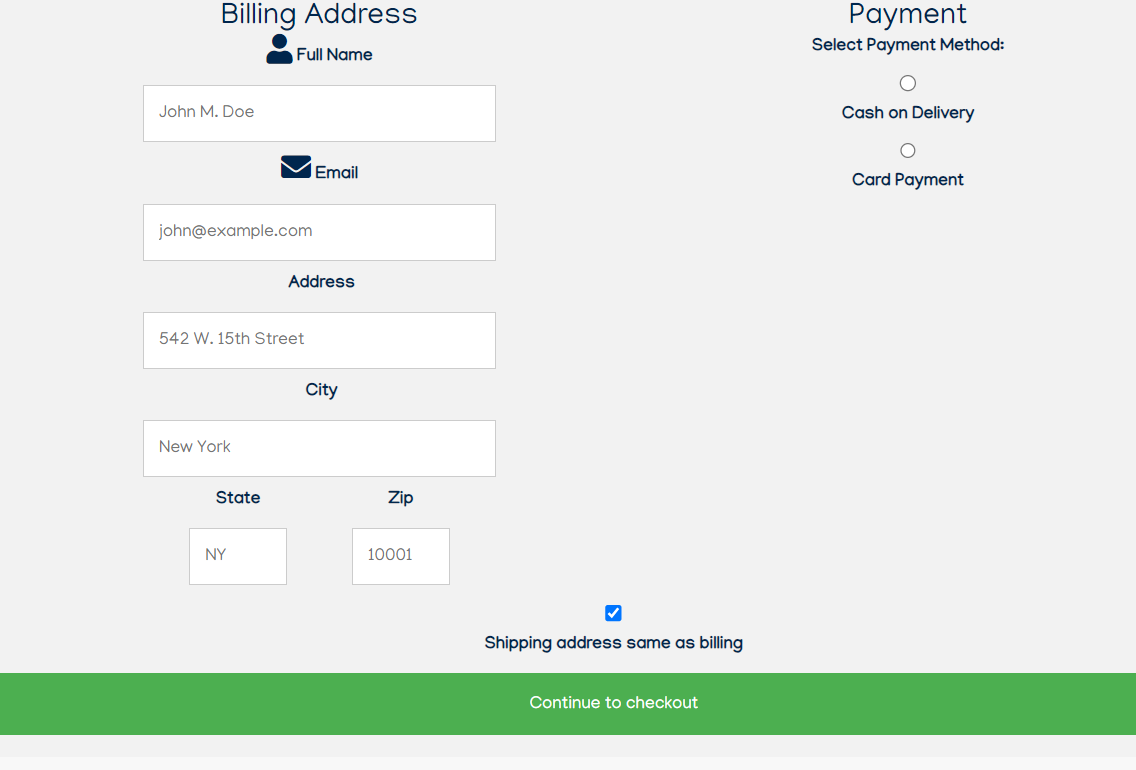 Billing Address
Full Name
John M. Doe
Email
john@example.com
Address
542 W. 15th Street
City
New York
State Zip
NY 10001
Payment
Select Payment Method:
Cash on Delivery
Card Payment
Shipping address same as billing
Continue to checkout